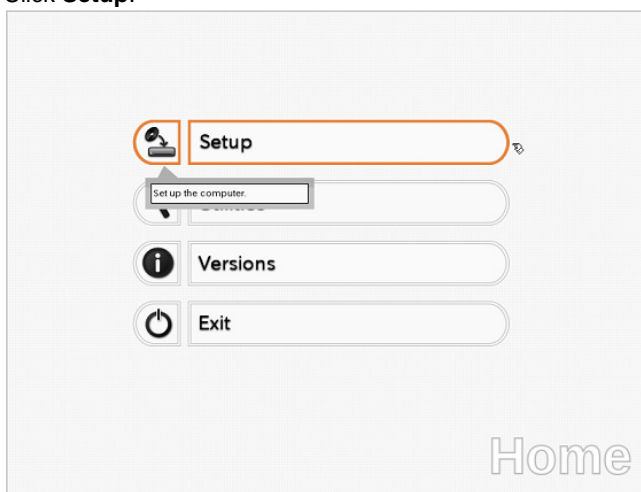 Click Setup.
Setup
Set up the computer.
Versions
Exit
Home